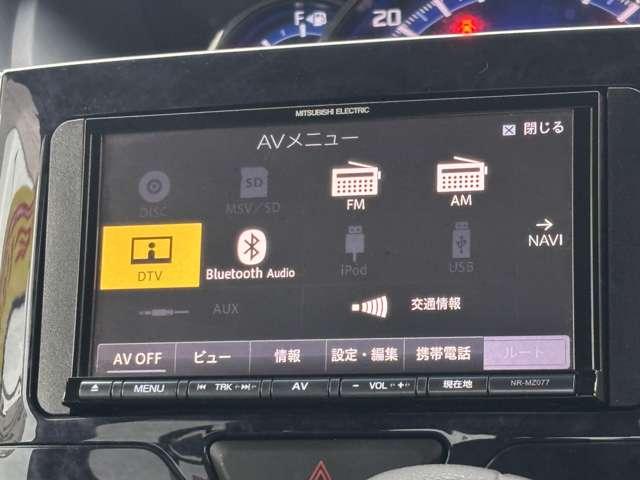 F
20
MITSUBISHI ELECTRIC
AVメニュー
閉じる
DISC
SD
MSV/SD
FM
AM
DTV
Bluetooth Audio
iPod
USB
NAVI
AUX
交通情報
AV OFF ビュー 情報 設定・編集 携帯電話 ルート
MENU TRK AV − VOL + 現在地 NR-MZ077